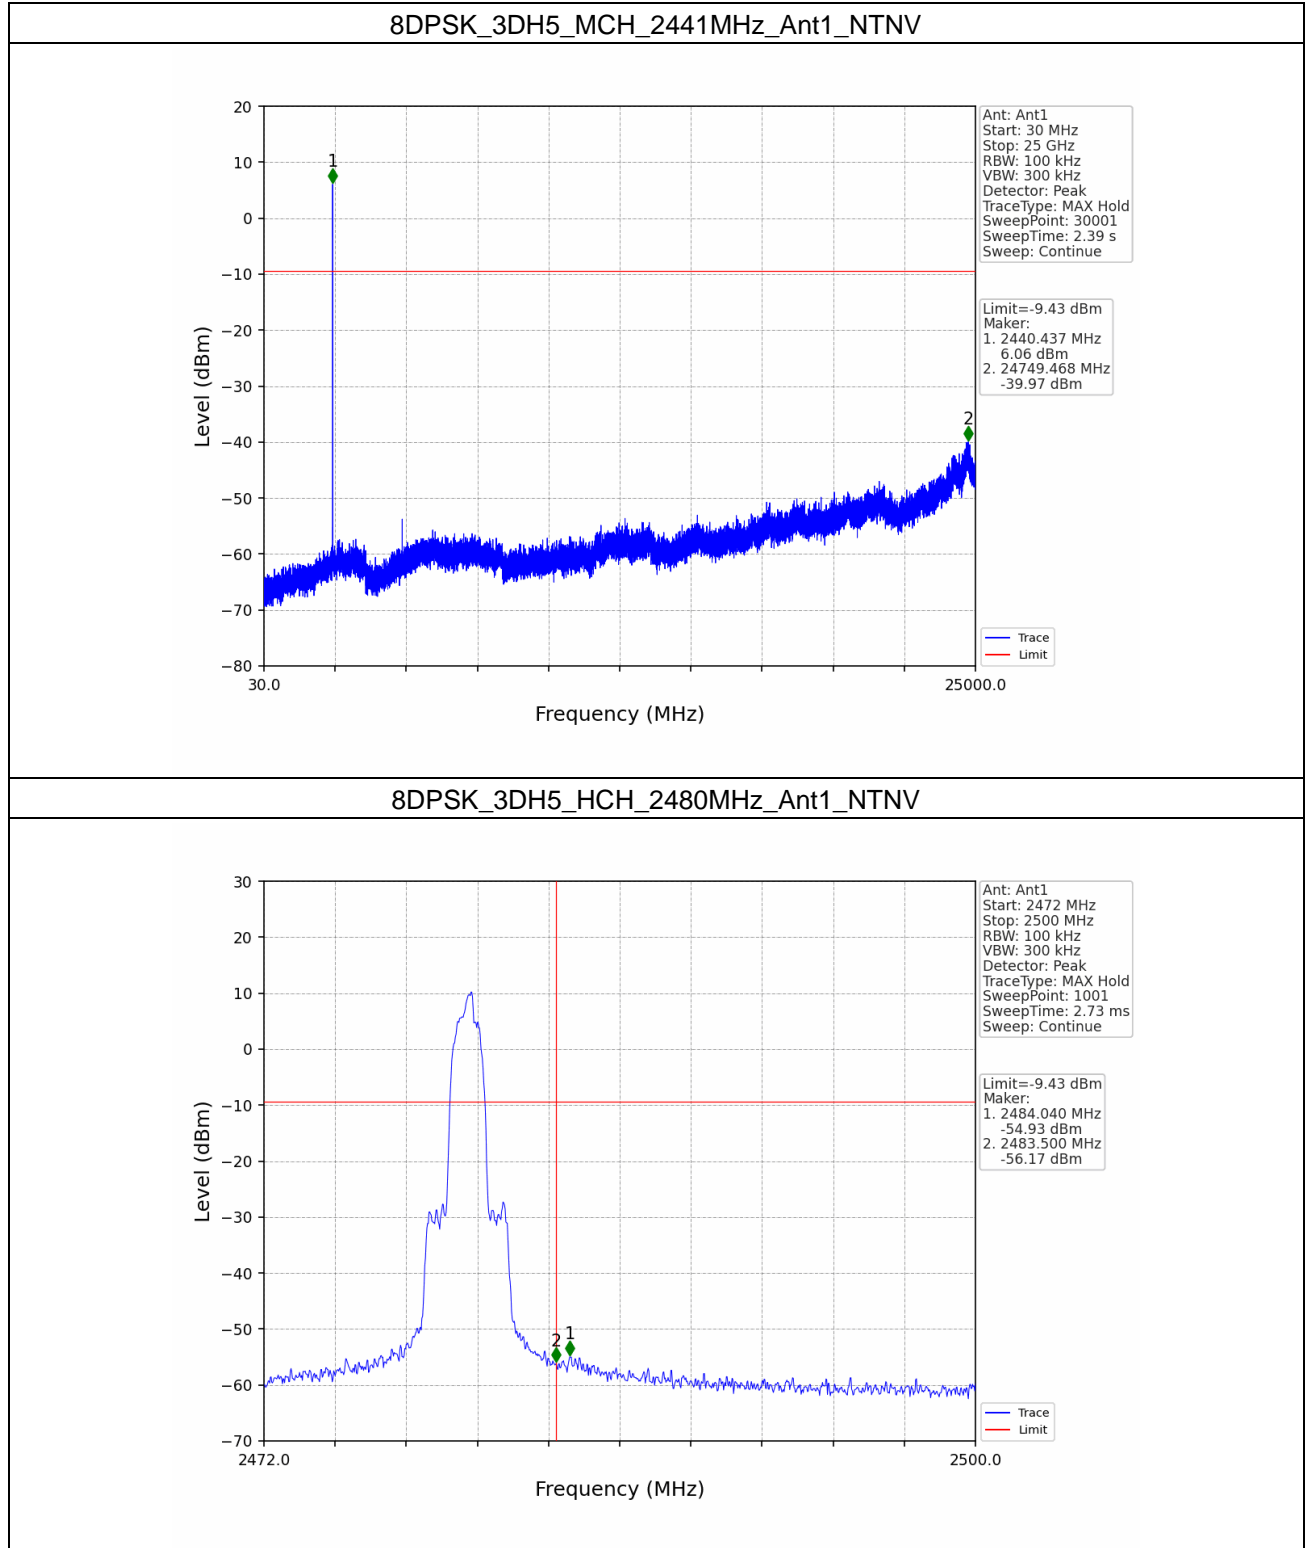 8DPSK_3DH5_MCH_2441MHz_Ant1_NTNV
20
10
0
−10
−20
−30
−40
−50
−60
−70
−80
Level (dBm)
1
2
30.0
25000.0
Frequency (MHz)
Ant: Ant1
Start: 30 MHz
Stop: 25 GHz
RBW: 100 kHz
VBW: 300 kHz
Detector: Peak
TraceType: MAX Hold
SweepPoint: 30001
SweepTime: 2.39 s
Sweep: Continue
Limit=-9.43 dBm
Maker:
1. 2440.437 MHz
6.06 dBm
2. 24749.468 MHz
-39.97 dBm
Trace
Limit
8DPSK_3DH5_HCH_2480MHz_Ant1_NTNV
30
20
10
0
−10
−20
−30
−40
−50
−60
−70
Level (dBm)
2
1
2472.0
2500.0
Frequency (MHz)
Ant: Ant1
Start: 2472 MHz
Stop: 2500 MHz
RBW: 100 kHz
VBW: 300 kHz
Detector: Peak
TraceType: MAX Hold
SweepPoint: 1001
SweepTime: 2.73 ms
Sweep: Continue
Limit=-9.43 dBm
Maker:
1. 2484.040 MHz
-54.93 dBm
2. 2483.500 MHz
-56.17 dBm
Trace
Limit